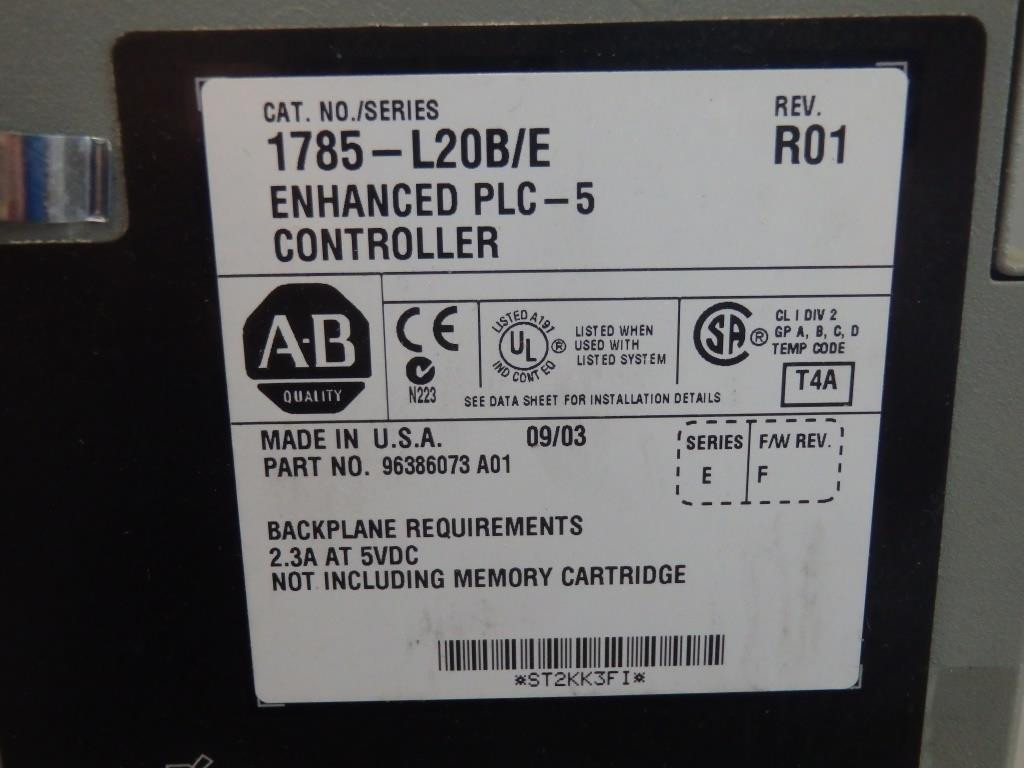 CAT. NO./SERIES
REV.
1785-L20B/E
R01
ENHANCED PLC-5
CONTROLLER
A·B
QUALITY
CE
N223
LISTED A191
UL ®
IND CONT EQ
LISTED WHEN
USED WITH
LISTED SYSTEM
SA ®
CL I DIV 2
GP A, B, C, D
TEMP CODE
T4A
SEE DATA SHEET FOR INSTALLATION DETAILS
MADE IN U.S.A. 09/03
PART NO. 96386073 A01
SERIES F/W REV.
E F
BACKPLANE REQUIREMENTS
2.3A AT 5VDC
NOT INCLUDING MEMORY CARTRIDGE
*ST2KK3FI*